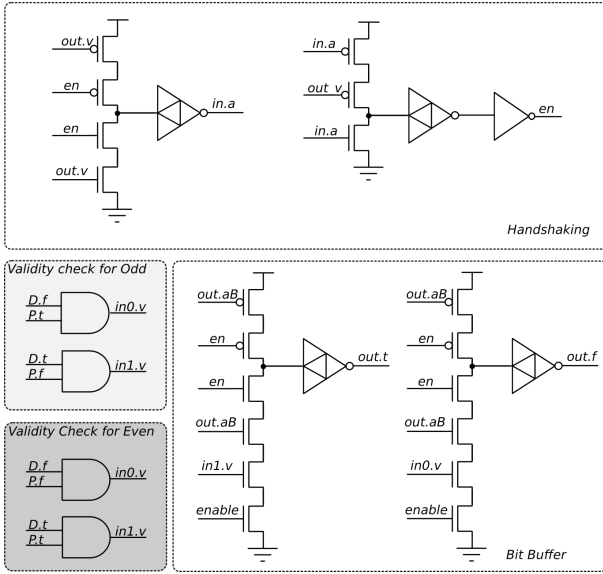 out.v
en
en
out.v
in.a
in.a
out v
in.a
en
Handshaking
Validity check for Odd
D.f
P.t
in0.v
D.t
P.f
in1.v
Validity Check for Even
D.f
P.f
in0.v
D.t
P.t
in1.v
out.aB
en
en
out.aB
in1.v
enable
out.t
out.aB
en
en
out.aB
in0.v
enable
out.f
Bit Buffer